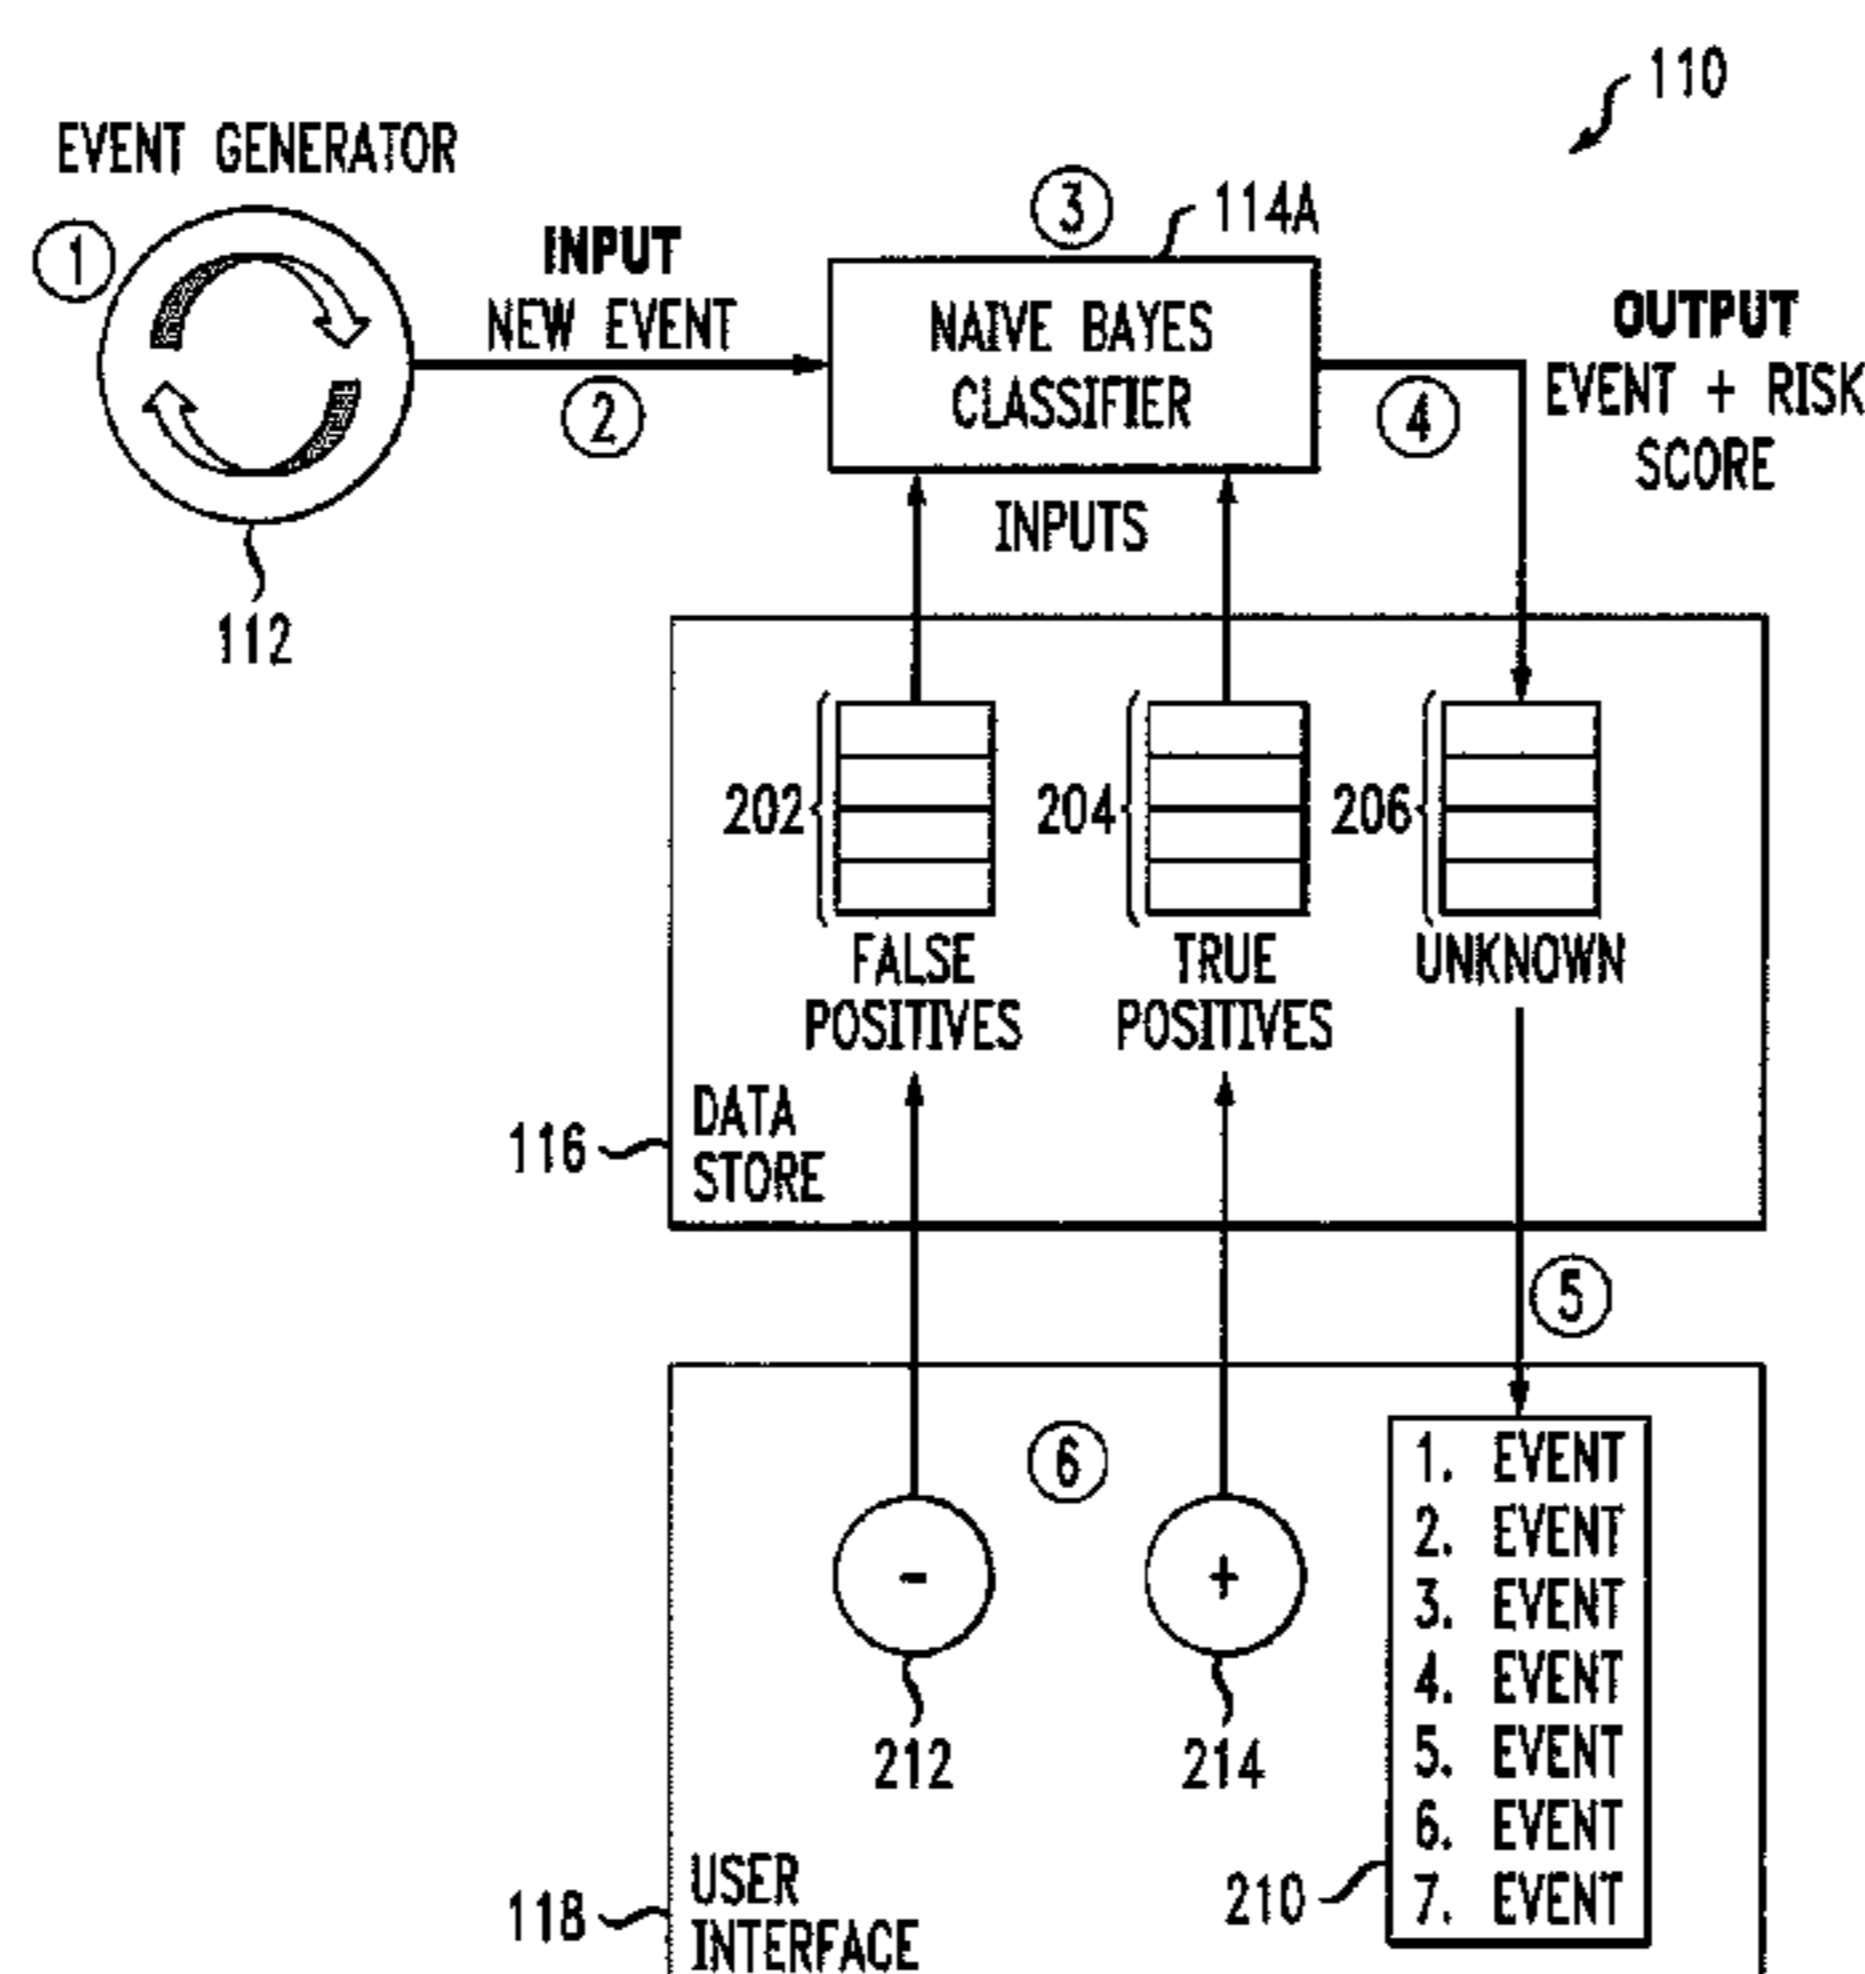 110
EVENT GENERATOR
1
112
INPUT
NEW EVENT
2
3
114A
NAIVE BAYES
CLASSIFIER
4
OUTPUT
EVENT + RISK
SCORE
INPUTS
202
FALSE
POSITIVES
204
TRUE
POSITIVES
206
UNKNOWN
116
DATA
STORE
5
6
-
212
+
214
1. EVENT
2. EVENT
3. EVENT
4. EVENT
5. EVENT
6. EVENT
7. EVENT
210
118
USER
INTERFACE